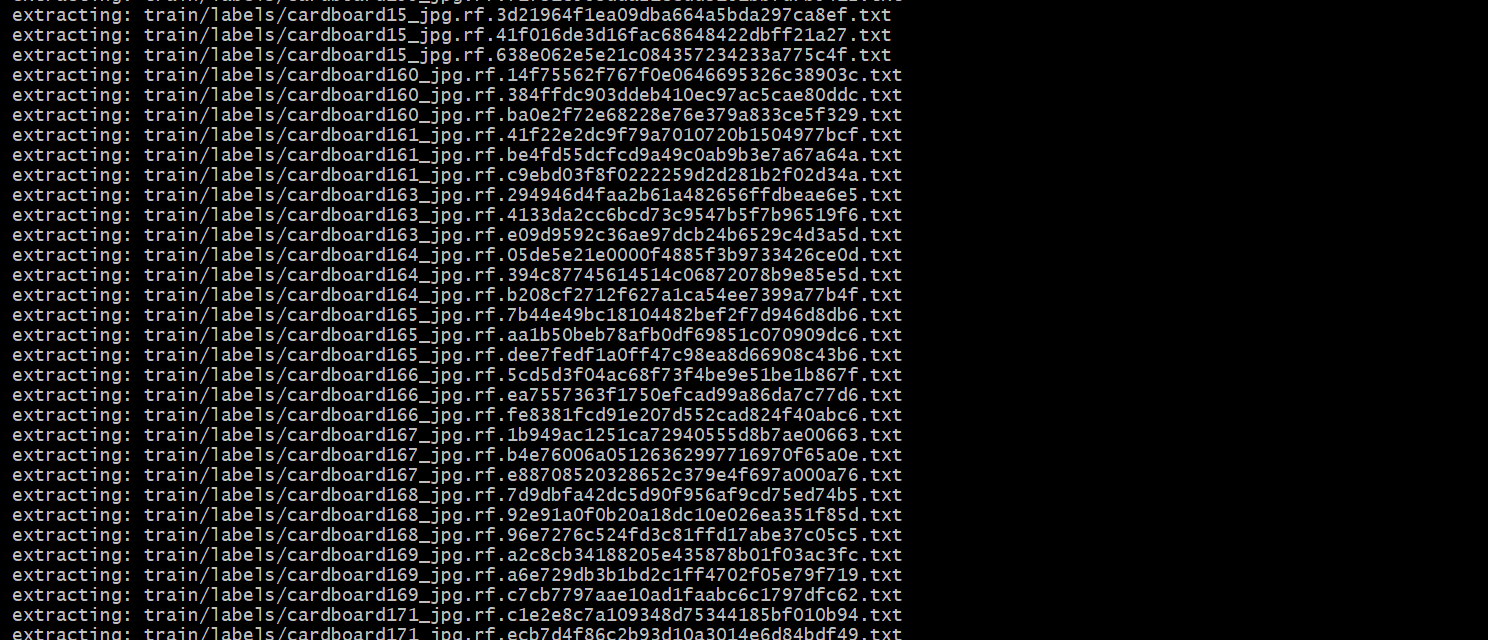 extracting: train/labels/cardboard15_jpg.rf.3d21964f1ea09dba664a5bda297ca8ef.txt
extracting: train/labels/cardboard15_jpg.rf.41f016de3d16fac68648422dbff21a27.txt
extracting: train/labels/cardboard15_jpg.rf.638e062e5e21c084357234233a775c4f.txt
extracting: train/labels/cardboard160_jpg.rf.14f75562f767f0e0646695326c38903c.txt
extracting: train/labels/cardboard160_jpg.rf.384ffdc903ddeb410ec97ac5cae80ddc.txt
extracting: train/labels/cardboard160_jpg.rf.ba0e2f72e68228e76e379a833ce5f329.txt
extracting: train/labels/cardboard161_jpg.rf.41f22e2dc9f79a7010720b1504977bcf.txt
extracting: train/labels/cardboard161_jpg.rf.be4fd55dcfcd9a49c0ab9b3e7a67a64a.txt
extracting: train/labels/cardboard161_jpg.rf.c9ebd03f8f0222259d2d281b2f02d34a.txt
extracting: train/labels/cardboard163_jpg.rf.294946d4faa2b61a482656ffdbeae6e5.txt
extracting: train/labels/cardboard163_jpg.rf.4133da2cc6bcd73c9547b5f7b96519f6.txt
extracting: train/labels/cardboard163_jpg.rf.e09d9592c36ae97dcb24b6529c4d3a5d.txt
extracting: train/labels/cardboard164_jpg.rf.05de5e21e0000f4885f3b9733426ce0d.txt
extracting: train/labels/cardboard164_jpg.rf.394c87745614514c06872078b9e85e5d.txt
extracting: train/labels/cardboard164_jpg.rf.b208cf2712f627a1ca54ee7399a77b4f.txt
extracting: train/labels/cardboard165_jpg.rf.7b44e49bc18104482bef2f7d946d8db6.txt
extracting: train/labels/cardboard165_jpg.rf.aa1b50beb78afb0df69851c070909dc6.txt
extracting: train/labels/cardboard165_jpg.rf.dee7fedf1a0ff47c98ea8d66908c43b6.txt
extracting: train/labels/cardboard166_jpg.rf.5cd5d3f04ac68f73f4be9e51be1b867f.txt
extracting: train/labels/cardboard166_jpg.rf.ea7557363f1750efcad99a86da7c77d6.txt
extracting: train/labels/cardboard166_jpg.rf.fe8381fcd91e207d552cad824f40abc6.txt
extracting: train/labels/cardboard167_jpg.rf.1b949ac1251ca72940555d8b7ae00663.txt
extracting: train/labels/cardboard167_jpg.rf.b4e76006a05126362997716970f65a0e.txt
extracting: train/labels/cardboard167_jpg.rf.e88708520328652c379e4f697a000a76.txt
extracting: train/labels/cardboard168_jpg.rf.7d9dbfa42dc5d90f956af9cd75ed74b5.txt
extracting: train/labels/cardboard168_jpg.rf.92e91a0f0b20a18dc10e026ea351f85d.txt
extracting: train/labels/cardboard168_jpg.rf.96e7276c524fd3c81ffd17abe37c05c5.txt
extracting: train/labels/cardboard169_jpg.rf.a2c8cb34188205e435878b01f03ac3fc.txt
extracting: train/labels/cardboard169_jpg.rf.a6e729db3b1bd2c1ff4702f05e79f719.txt
extracting: train/labels/cardboard169_jpg.rf.c7cb7797aae10ad1faabc6c1797dfc62.txt
extracting: train/labels/cardboard171_jpg.rf.c1e2e8c7a109348d75344185bf010b94.txt
extracting: train/labels/cardboard171_jpg.rf.ecb7d4f86c2b93d10a3014e6d84bdf49.txt